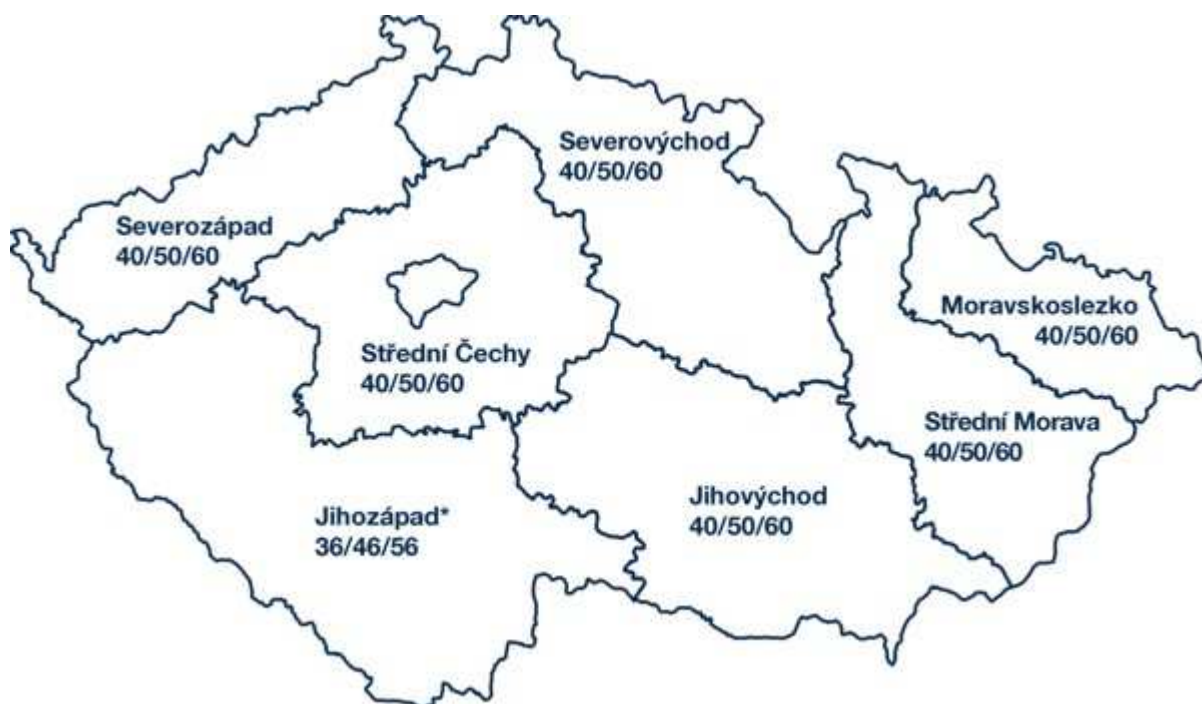 Severovýchod
40/50/60
Severozápad
40/50/60
Moravskoslezko
40/50/60
Střední Čechy
40/50/60
Střední Morava
40/50/60
Jihovýchod
40/50/60
Jihozápad*
36/46/56